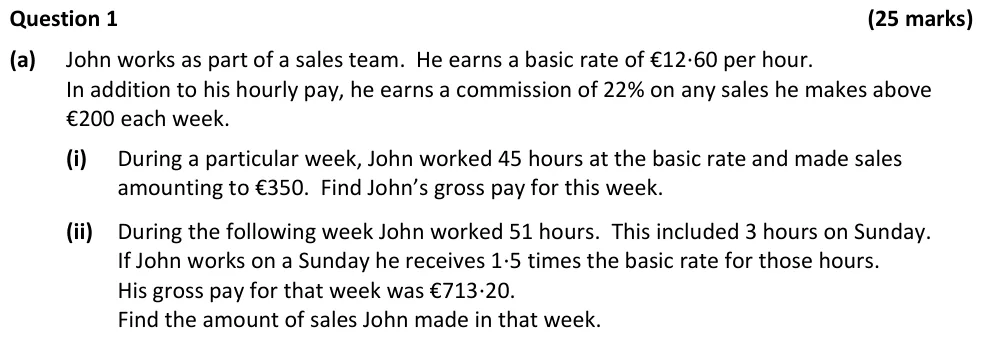 Question 1 (25 marks)
(a) John works as part of a sales team. He earns a basic rate of €12·60 per hour.
In addition to his hourly pay, he earns a commission of 22% on any sales he makes above
€200 each week.
(i) During a particular week, John worked 45 hours at the basic rate and made sales
amounting to €350. Find John’s gross pay for this week.
(ii) During the following week John worked 51 hours. This included 3 hours on Sunday.
If John works on a Sunday he receives 1·5 times the basic rate for those hours.
His gross pay for that week was €713·20.
Find the amount of sales John made in that week.